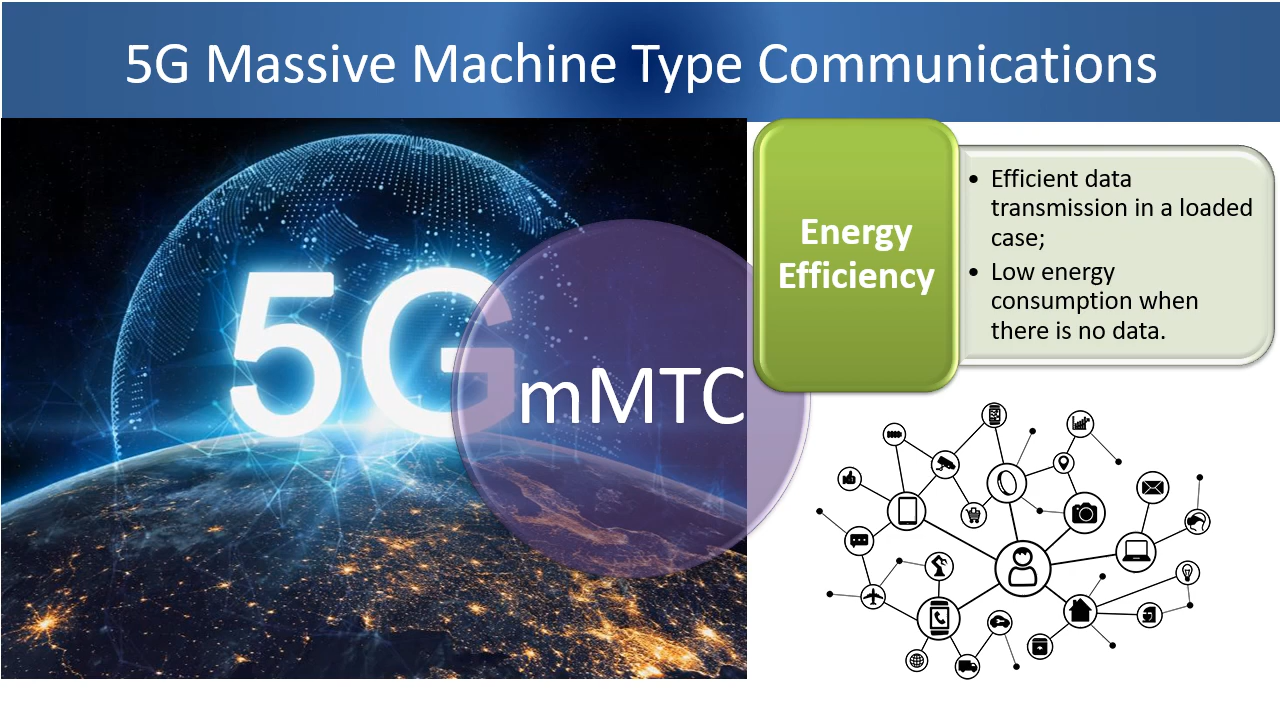 5G Massive Machine Type Communications
5G
mMTC
Energy
Efficiency
• Efficient data
transmission in a loaded
case;
• Low energy
consumption when
there is no data.